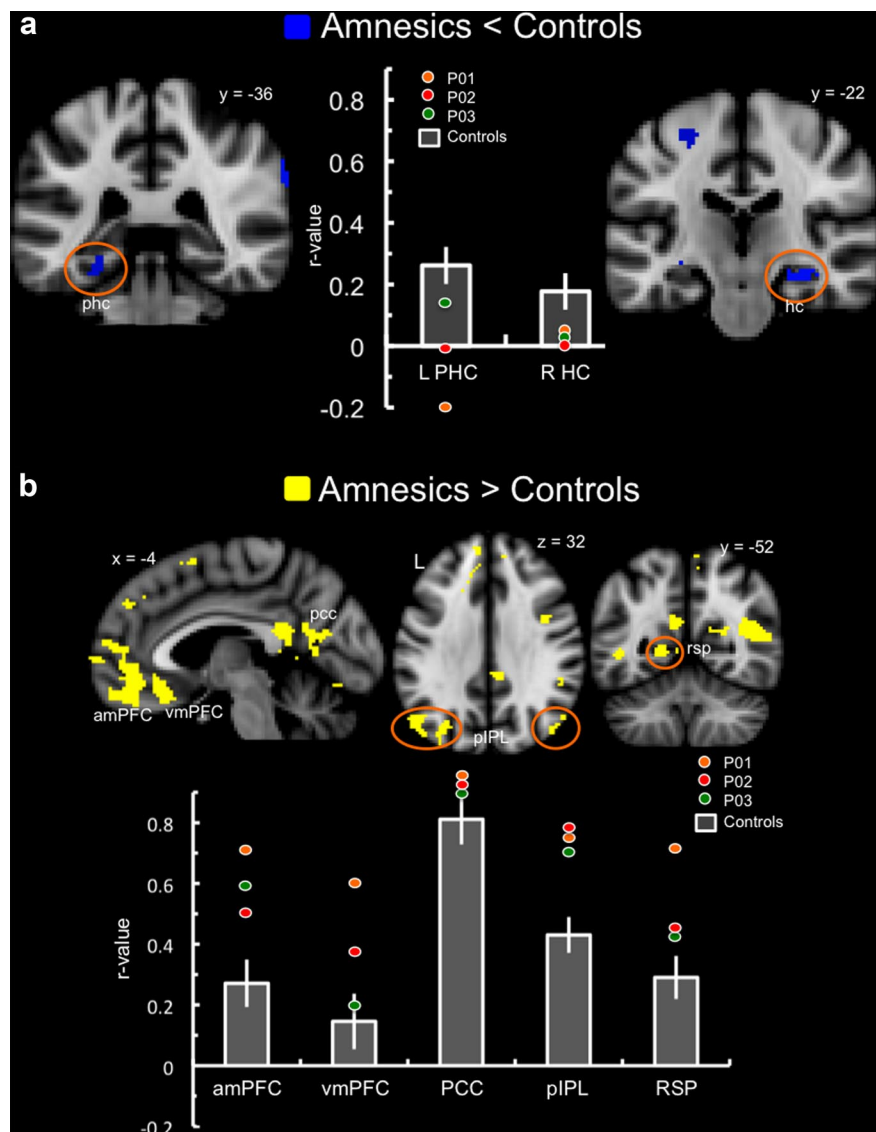 a
Amnesics < Controls
y = -36
phc
0.8
0.6
0.4
0.2
0
-0.2
r-value
P01
P02
P03
Controls
L PHC
R HC
y = -22
hc
b
Amnesics > Controls
x = -4
pcc
amPFC
vmPFC
L
z = 32
pIPL
y = -52
rsp
P01
P02
P03
Controls
0.8
0.6
0.4
0.2
0
-0.2
r-value
amPFC
vmPFC
PCC
pIPL
RSP